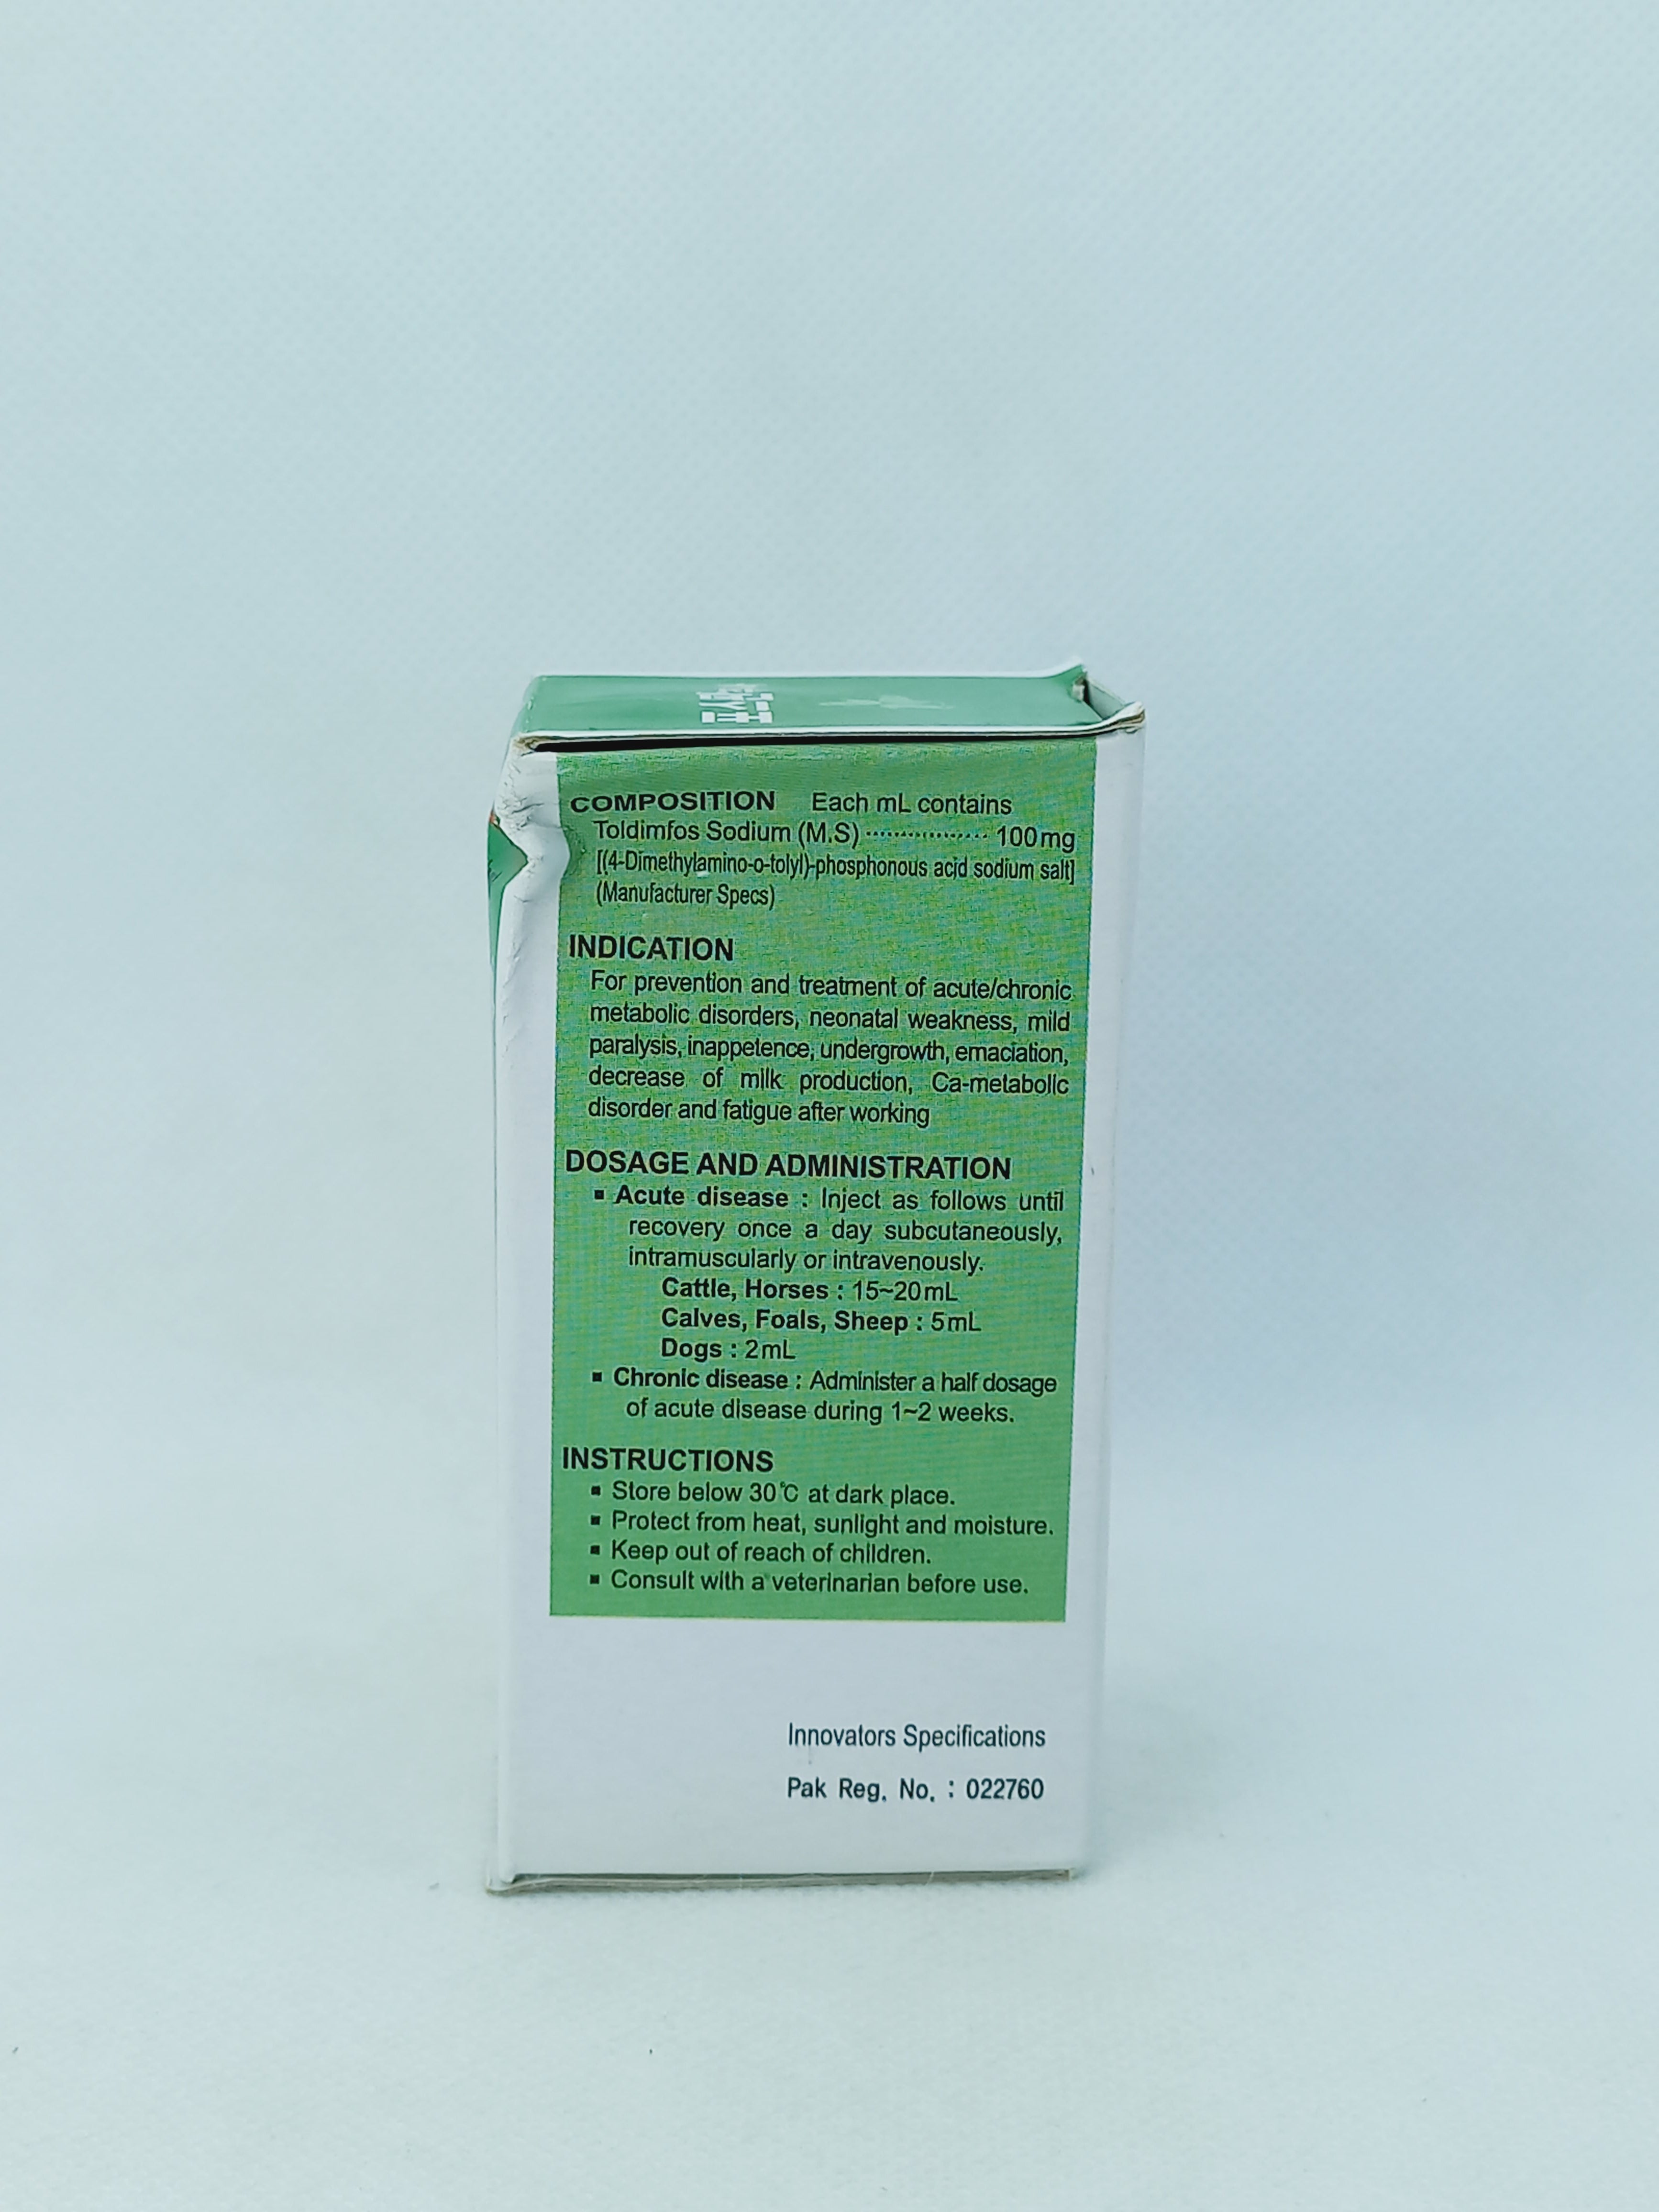 COMPOSITION Each mL contains
Toldimfos Sodium (M.S) ················· 100mg
[(4-Dimethylamino-o-tolyl)-phosphonous acid sodium salt]
(Manufacturer Specs)
INDICATION
For prevention and treatment of acute/chronic
metabolic disorders, neonatal weakness, mild
paralysis, inappetence, undergrowth, emaciation,
decrease of milk production, Ca-metabolic
disorder and fatigue after working
DOSAGE AND ADMINISTRATION
▪ Acute disease : Inject as follows until
recovery once a day subcutaneously,
intramuscularly or intravenously.
Cattle, Horses : 15~20mL
Calves, Foals, Sheep : 5mL
Dogs : 2mL
▪ Chronic disease : Administer a half dosage
of acute disease during 1~2 weeks.
INSTRUCTIONS
▪ Store below 30℃ at dark place.
▪ Protect from heat, sunlight and moisture.
▪ Keep out of reach of children.
▪ Consult with a veterinarian before use.
Innovators Specifications
Pak Reg. No. : 022760